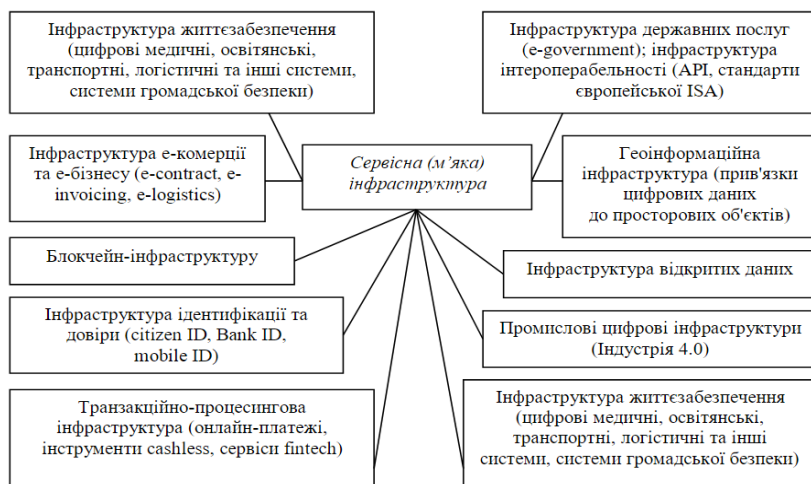 Інфраструктура життєзабезпечення
(цифрові медичні, освітянські,
транспортні, логістичні та інші системи,
системи громадської безпеки)
Інфраструктура державних послуг
(e-government); інфраструктура
інтероперабельності (API, стандарти
європейської ISA)
Інфраструктура е-комерції
та е-бізнесу (e-contract, e-
invoicing, e-logistics)
Сервісна (м’яка)
інфраструктура
Геоінформаційна
інфраструктура (прив'язки
цифрових даних
до просторових об'єктів)
Блокчейн-інфраструктуру
Інфраструктура відкритих даних
Інфраструктура ідентифікації та
довіри (citizen ID, Bank ID,
mobile ID)
Промислові цифрові інфраструктури
(Індустрія 4.0)
Транзакційно-процесингова
інфраструктура (онлайн-платежі,
інструменти cashless, сервіси fintech)
Інфраструктура життєзабезпечення
(цифрові медичні, освітянські,
транспортні, логістичні та інші
системи, системи громадської безпеки)